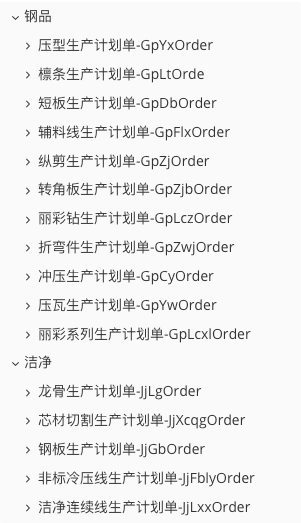 钢品
压型生产计划单-GpYxOrder
檩条生产计划单-GpLtOrde
短板生产计划单-GpDbOrder
辅料线生产计划单-GpFlxOrder
纵剪生产计划单-GpZjOrder
转角板生产计划单-GpZjbOrder
丽彩钻生产计划单-GpLczOrder
折弯件生产计划单-GpZwjOrder
冲压生产计划单-GpCyOrder
压瓦生产计划单-GpYwOrder
丽彩系列生产计划单-GpLcxlOrder
洁净
龙骨生产计划单-JjLgOrder
芯材切割生产计划单-JjXcqgOrder
钢板生产计划单-JjGbOrder
非标冷压线生产计划单-JjFblyOrder
洁净连续线生产计划单-JjLxxOrder